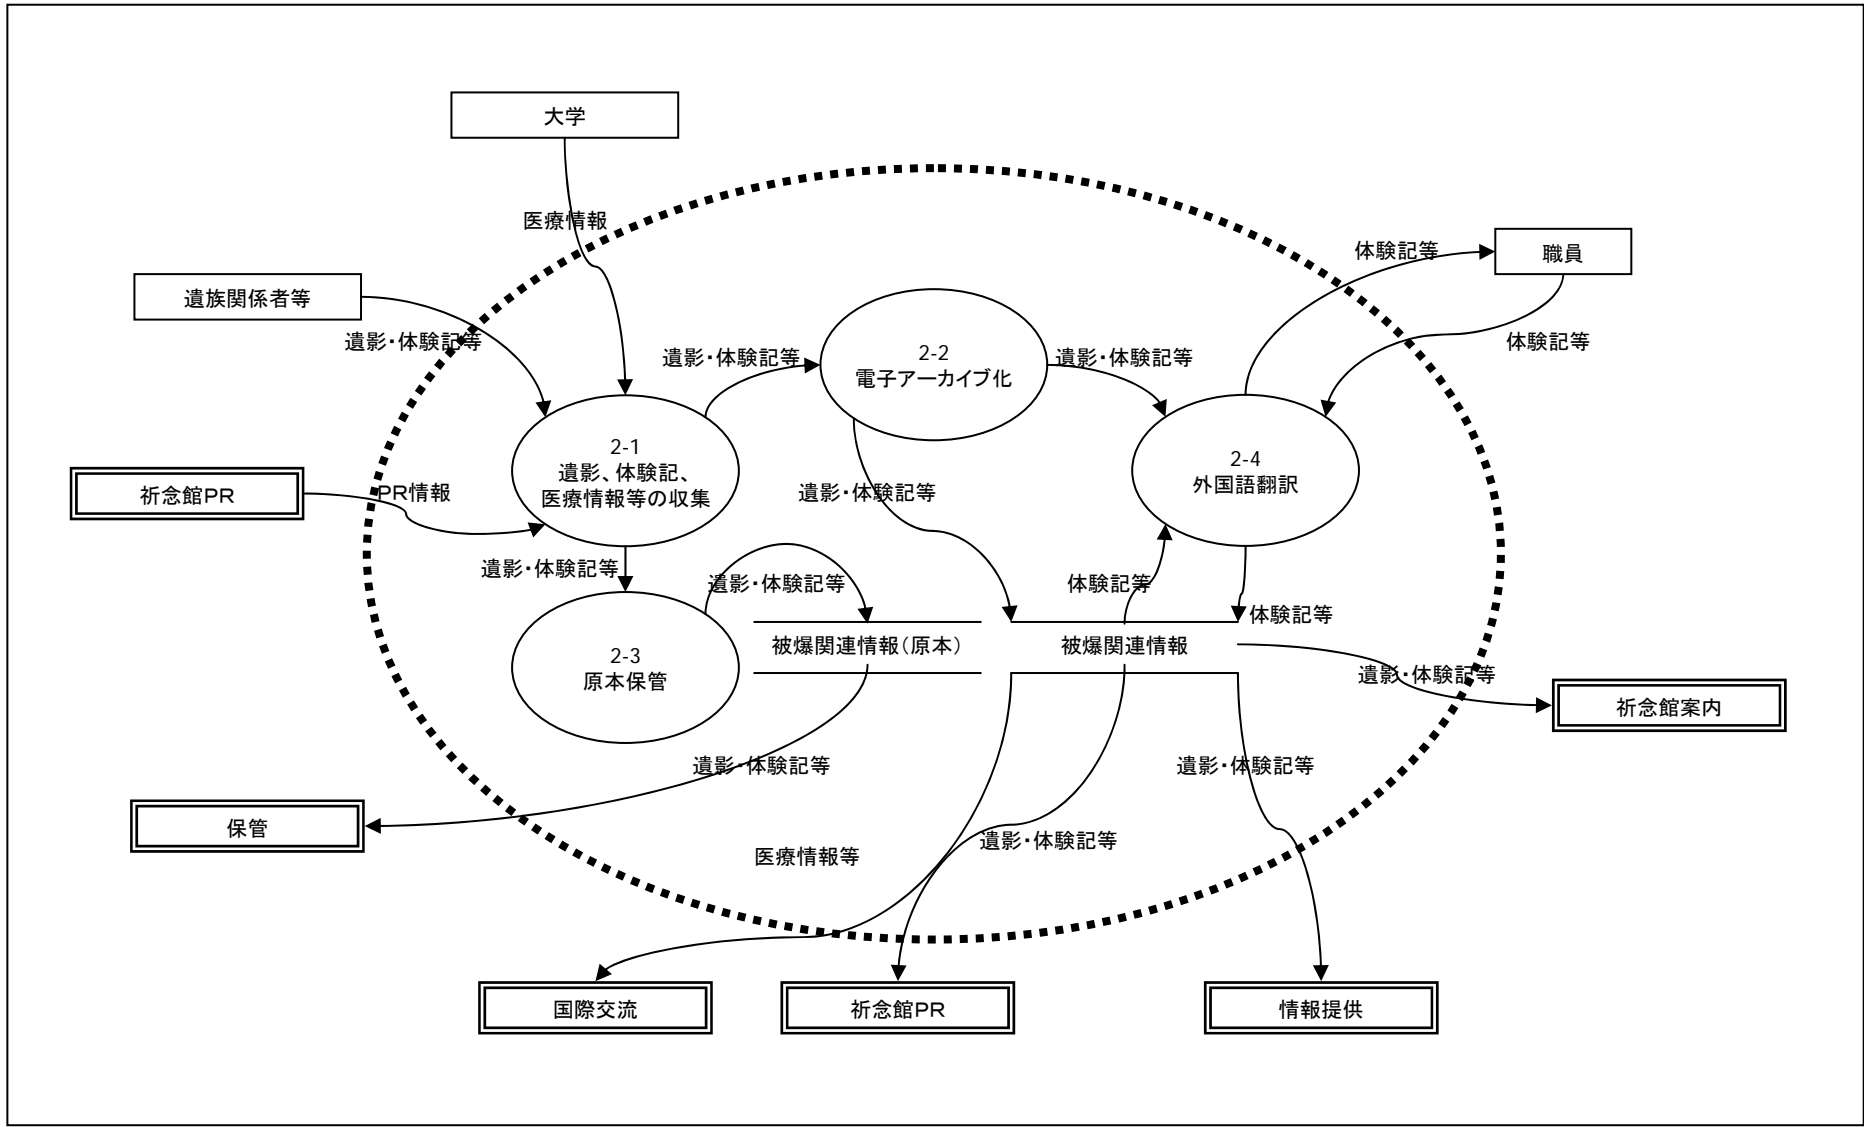 大学
医療情報
体験記等
職員
遺族関係者等
遺影・体験記等
体験記等
遺影・体験記等
2-2
電子アーカイブ化
遺影・体験記等
2-1
遺影、体験記、
医療情報等の収集
2-4
外国語翻訳
祈念館PR
PR情報
遺影・体験記等
遺影・体験記等
遺影・体験記等
体験記等
体験記等
2-3
原本保管
被爆関連情報（原本）
被爆関連情報
遺影・体験記等
祈念館案内
遺影・体験記等
遺影・体験記等
保管
医療情報等
遺影・体験記等
国際交流
祈念館PR
情報提供